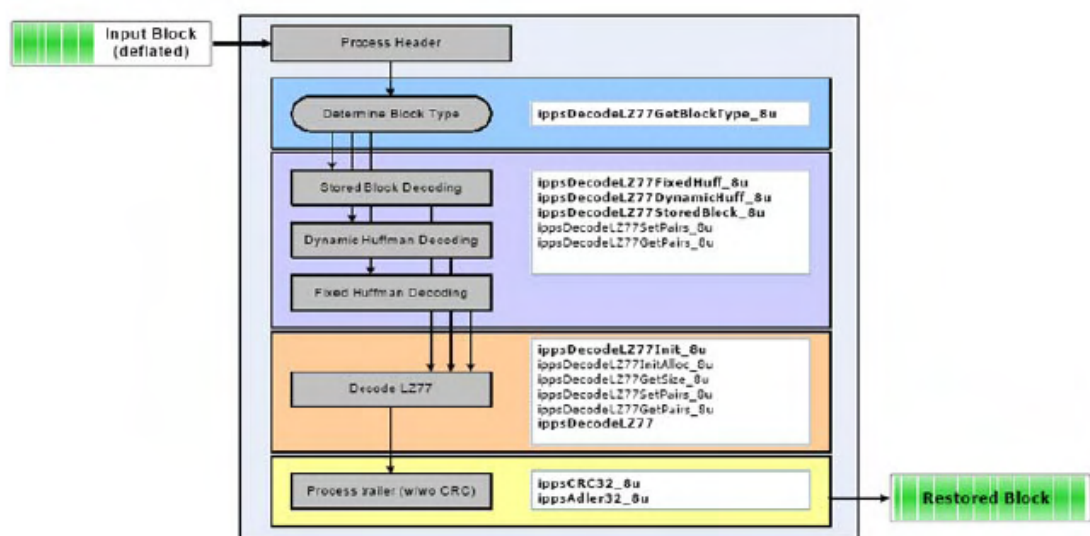 Input Block
(deflated)
Process Header
Determine Block Type
ippsDecodeLZ77GetBlockType_8u
Stored Block Decoding
Dynamic Huffman Decoding
Fixed Huffman Decoding
ippsDecodeLZ77FixedHuff_8u
ippsDecodeLZ77DynamicHuff_8u
ippsDecodeLZ77StoredBlock_8u
ippsDecodeLZ77SetPairs_8u
ippsDecodeLZ77GetPairs_8u
Decode LZ77
ippsDecodeLZ77Init_8u
ippsDecodeLZ77InitAlloc_8u
ippsDecodeLZ77GetSize_8u
ippsDecodeLZ77SetPairs_8u
ippsDecodeLZ77GetPairs_8u
ippsDecodeLZ77
Process trailer (w/wo CRC)
ippsCRC32_8u
ippsAdler32_8u
Restored Block